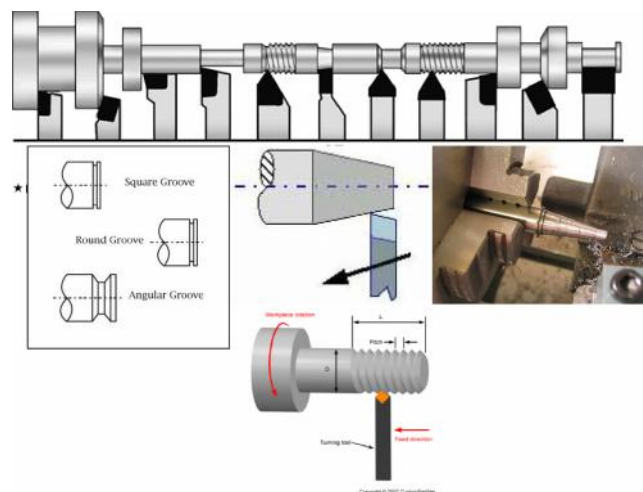 Square Groove
Round Groove
Angular Groove
Workpiece rotation
Pitch
D
Turning tool
Feed direction